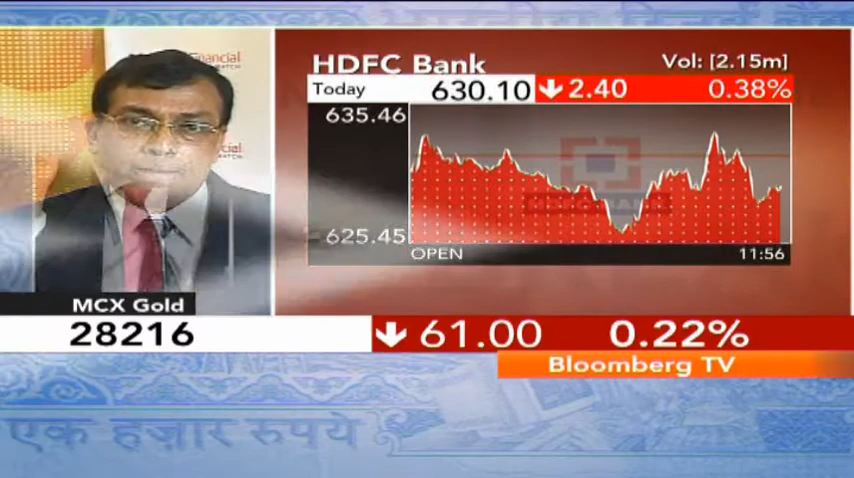 Financial
HDFC Bank
Vol: [2.15m]
Today 630.10 2.40 0.38%
635.46
625.45
OPEN 11:56
MCX Gold
28216 61.00 0.22%
Bloomberg TV
एक हज़ार रुपये